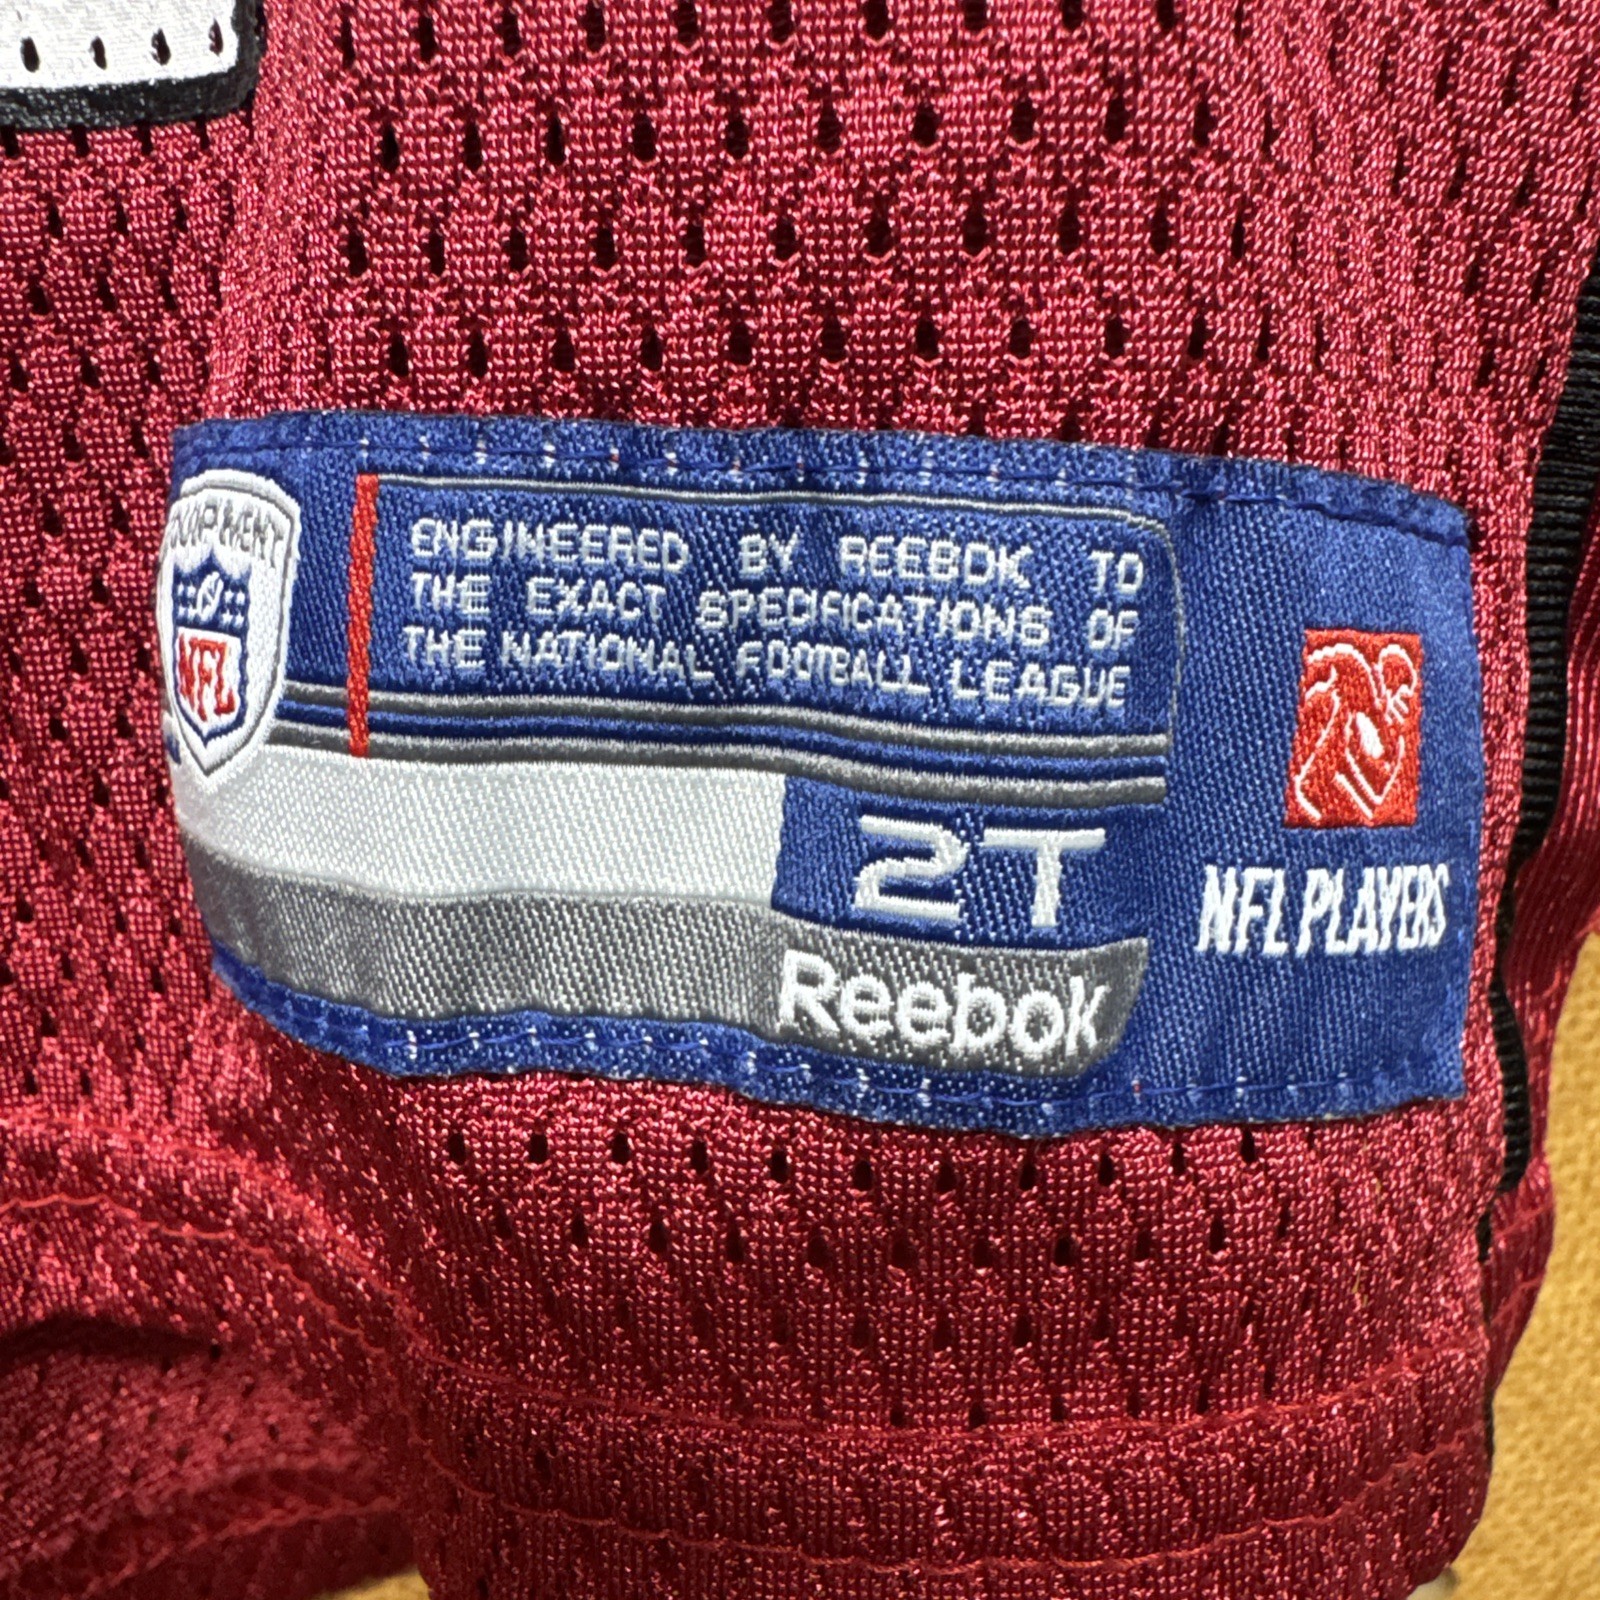 EQUIPMENT
NFL
ENGINEERED BY REEBOK TO
THE EXACT SPECIFICATIONS OF
THE NATIONAL FOOTBALL LEAGUE
2T
Reebok
NFL PLAYERS